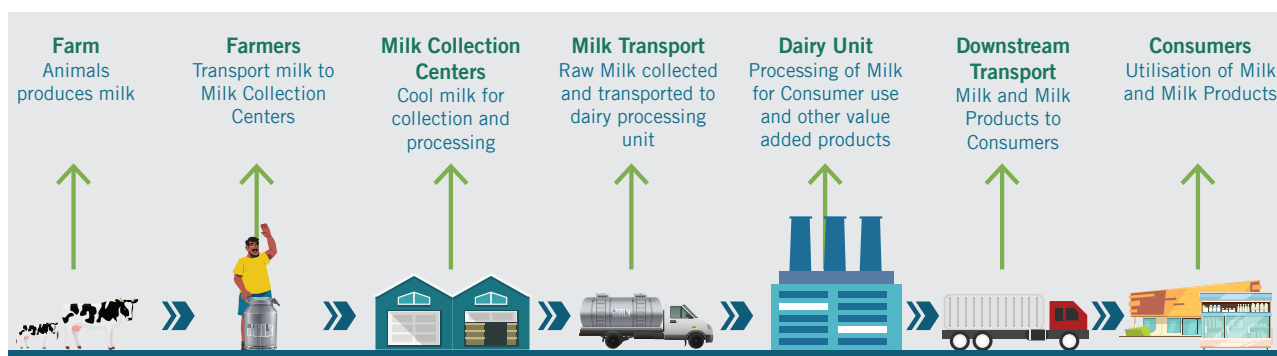 Farm
Animals
produces milk
Farmers
Transport milk to
Milk Collection
Centers
Milk Collection
Centers
Cool milk for
collection and
processing
Milk Transport
Raw Milk collected
and transported to
dairy processing
unit
Dairy Unit
Processing of Milk
for Consumer use
and other value
added products
Downstream
Transport
Milk and Milk
Products to
Consumers
Consumers
Utilisation of Milk
and Milk Products